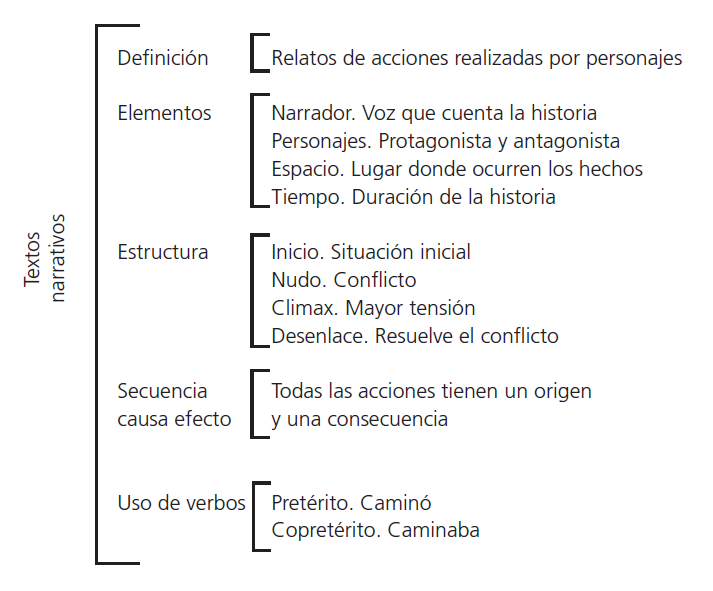 Textos
narrativos
Definición
Relatos de acciones realizadas por personajes
Elementos
Narrador. Voz que cuenta la historia
Personajes. Protagonista y antagonista
Espacio. Lugar donde ocurren los hechos
Tiempo. Duración de la historia
Estructura
Inicio. Situación inicial
Nudo. Conflicto
Climax. Mayor tensión
Desenlace. Resuelve el conflicto
Secuencia
causa efecto
Todas las acciones tienen un origen
y una consecuencia
Uso de verbos
Pretérito. Caminó
Copretérito. Caminaba